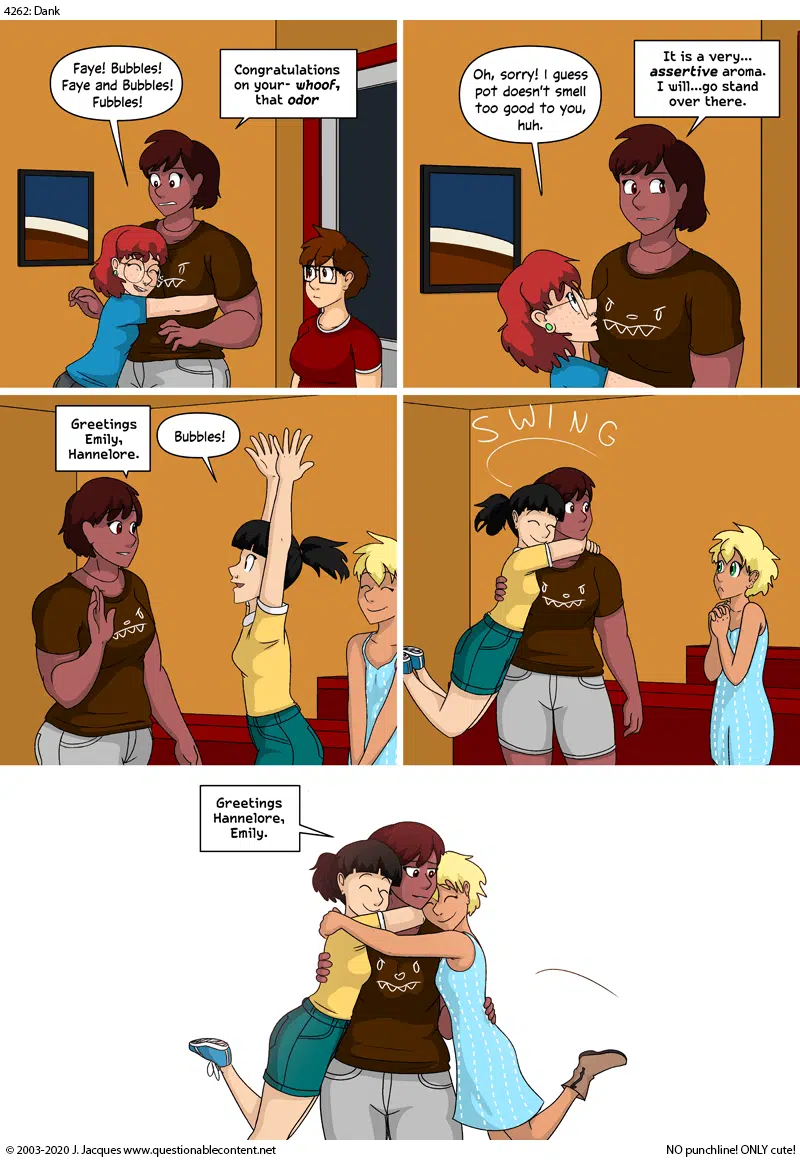 4262: Dank
Faye! Bubbles!
Faye and Bubbles!
Fubbles!
Congratulations
on your- whoof,
that odor
Oh, sorry! I guess
pot doesn't smell
too good to you,
huh.
It is a very...
assertive aroma.
I will...go stand
over there.
Greetings
Emily,
Hannelore.
Bubbles!
SWING
Greetings
Hannelore,
Emily.
© 2003-2020 J. Jacques www.questionablecontent.net
NO punchline! ONLY cute!